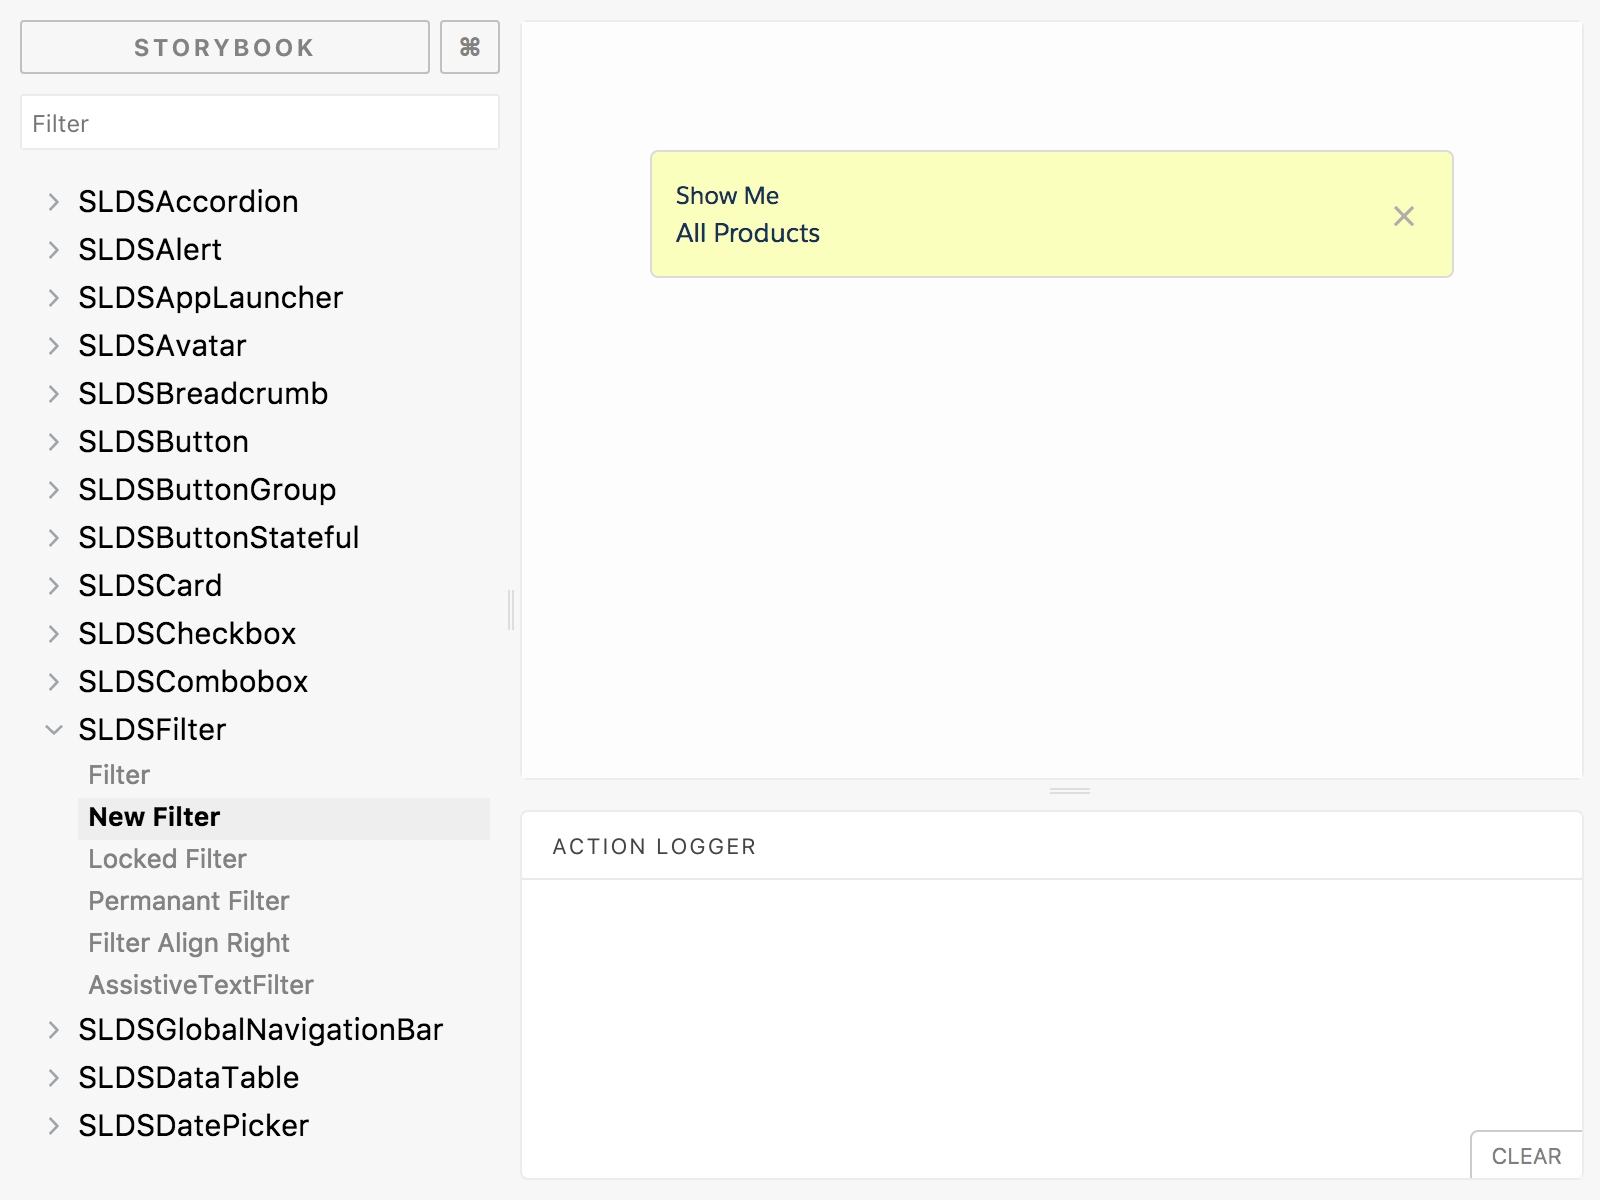 STORYBOOK
⌘
Filter
SLDSAccordion
SLDSAlert
SLDSAppLauncher
SLDSAvatar
SLDSBreadcrumb
SLDSButton
SLDSButtonGroup
SLDSButtonStateful
SLDSCard
SLDSCheckbox
SLDSCombobox
SLDSFilter
Filter
New Filter
Locked Filter
Permanant Filter
Filter Align Right
AssistiveTextFilter
SLDSGlobalNavigationBar
SLDSDataTable
SLDSDatePicker
Show Me
All Products
ACTION LOGGER
CLEAR